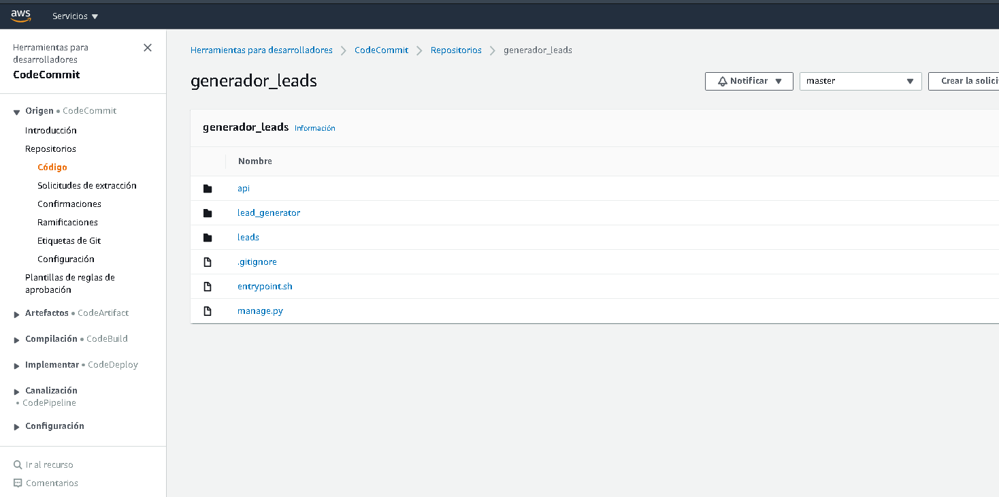 aws
Servicios
Herramientas para
desarrolladores
CodeCommit
Origen • CodeCommit
Introducción
Repositorios
Código
Solicitudes de extracción
Confirmaciones
Ramificaciones
Etiquetas de Git
Configuración
Plantillas de reglas de
aprobación
Artefactos • CodeArtifact
Compilación • CodeBuild
Implementar • CodeDeploy
Canalización
• CodePipeline
Configuración
Ir al recurso
Comentarios
Herramientas para desarrolladores > CodeCommit > Repositorios > generador_leads
generador_leads
Notificar
master
Crear la solici
generador_leads Información
Nombre
api
lead_generator
leads
.gitignore
entrypoint.sh
manage.py